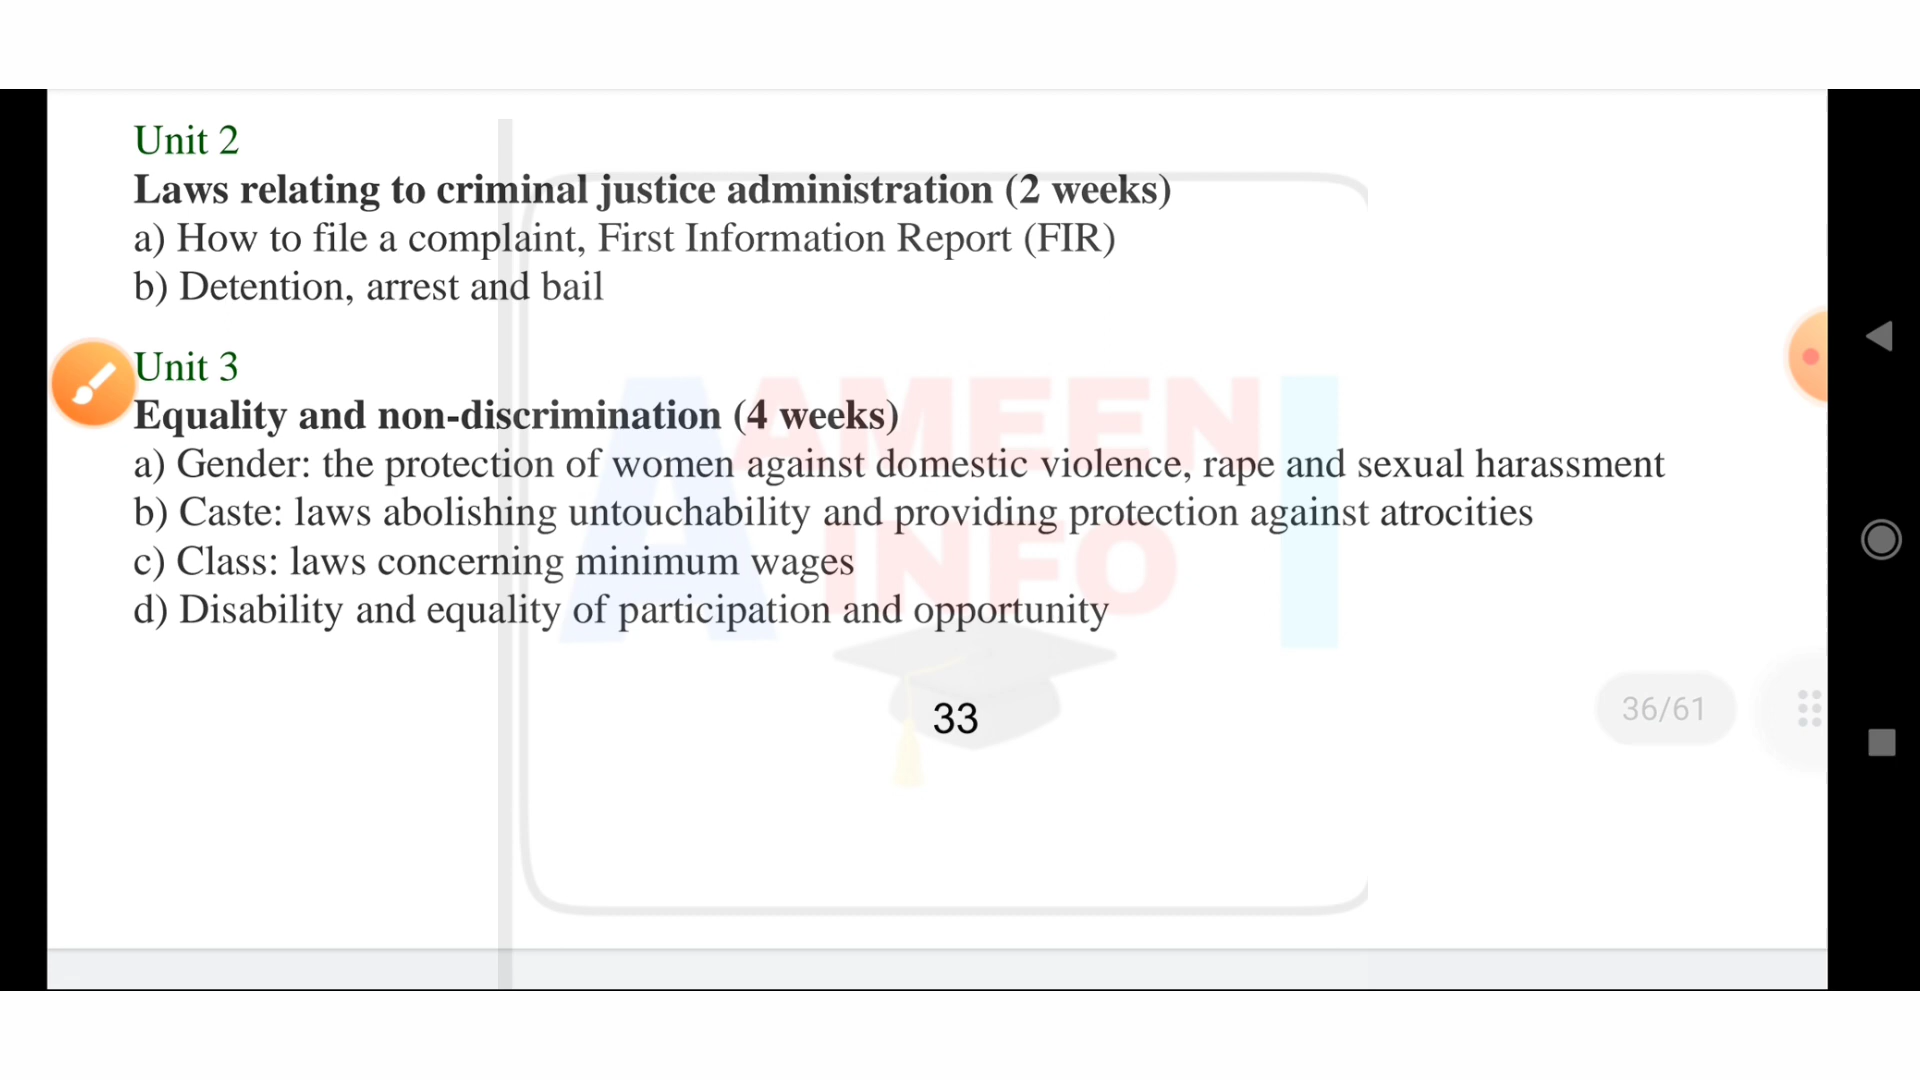 Unit 2
Laws relating to criminal justice administration (2 weeks)
a) How to file a complaint, First Information Report (FIR)
b) Detention, arrest and bail
Unit 3
Equality and non-discrimination (4 weeks)
a) Gender: the protection of women against domestic violence, rape and sexual harassment
b) Caste: laws abolishing untouchability and providing protection against atrocities
c) Class: laws concerning minimum wages
d) Disability and equality of participation and opportunity
A AMEEN I
INFO
36/61
33